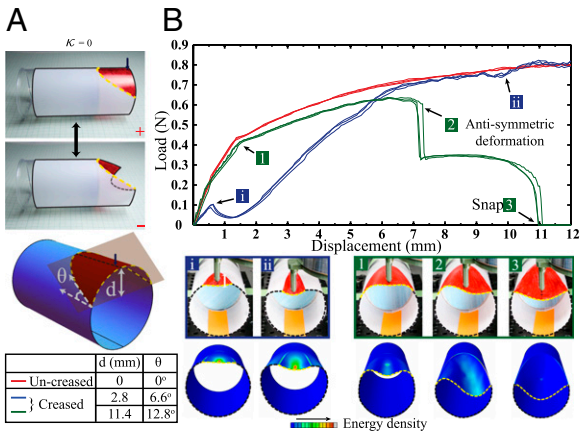 A
B
𝒦 = 0
+
−
θ
d
d (mm) θ
Un-creased 0 0°
Creased 2.8 6.6°
11.4 12.8°
Load (N)
0.9
0.8
0.7
0.6
0.5
0.4
0.3
0.2
0.1
0
0 1 2 3 4 5 6 7 8 9 10 11 12
Displacement (mm)
i
ii
1
2
Anti-symmetric
deformation
Snap 3
i ii 1 2 3
Energy density